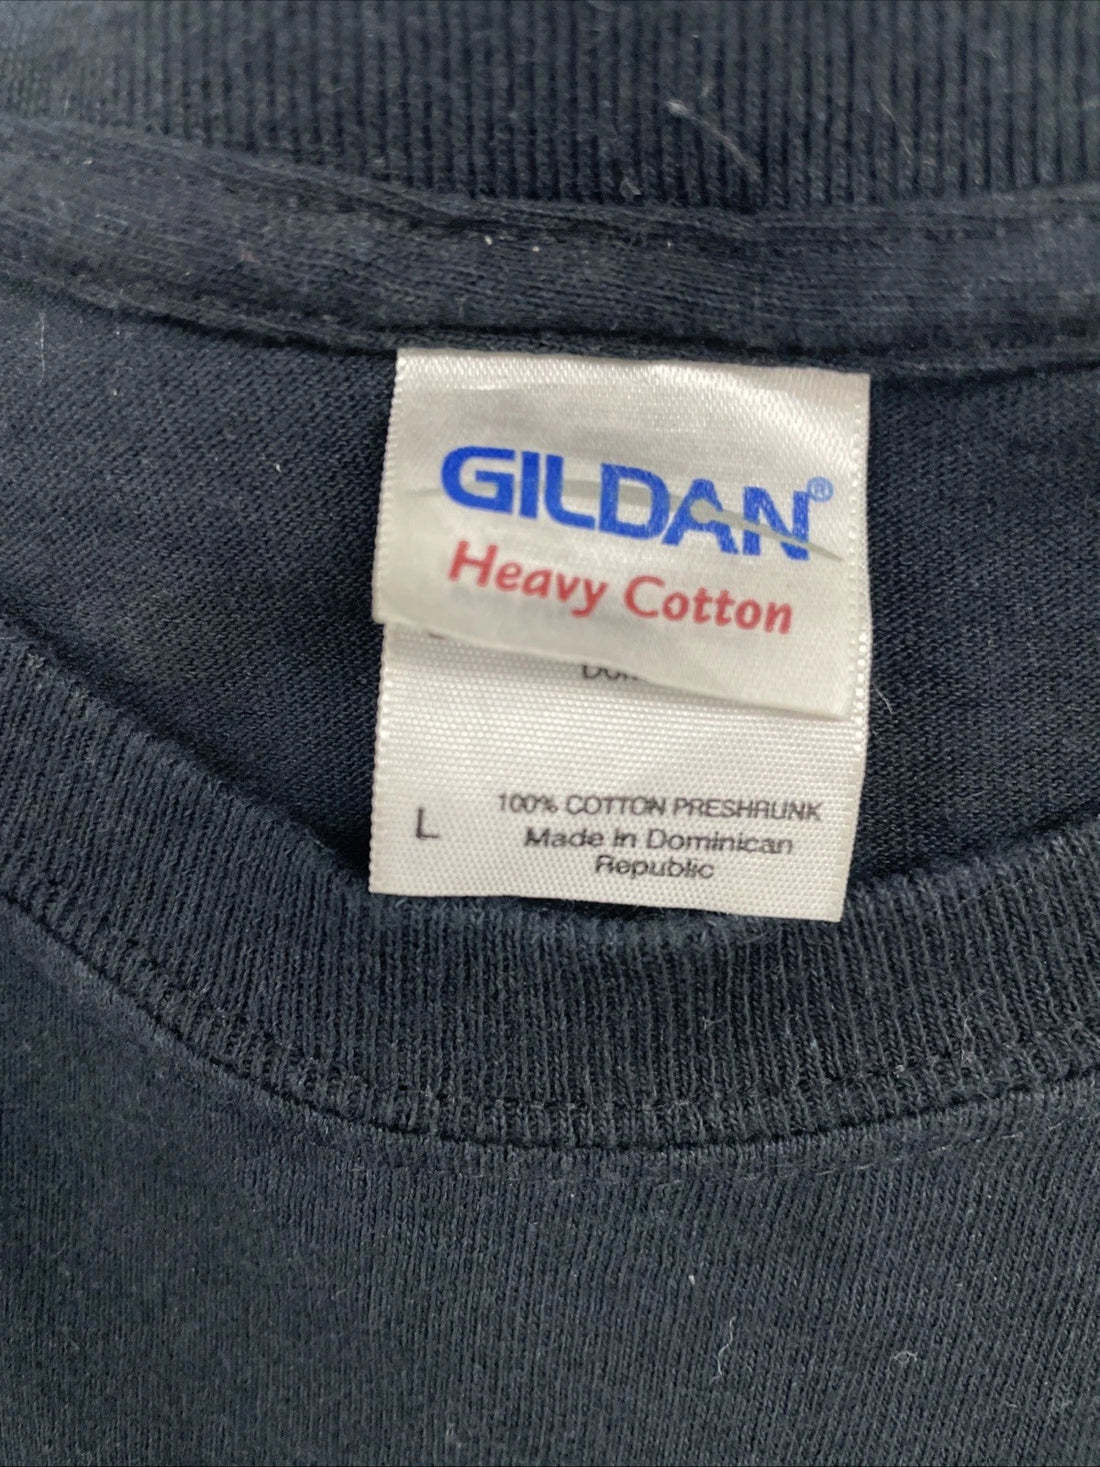 GILDAN®
Heavy Cotton
L
100% COTTON PRESHRUNK
Made In Dominican
Republic